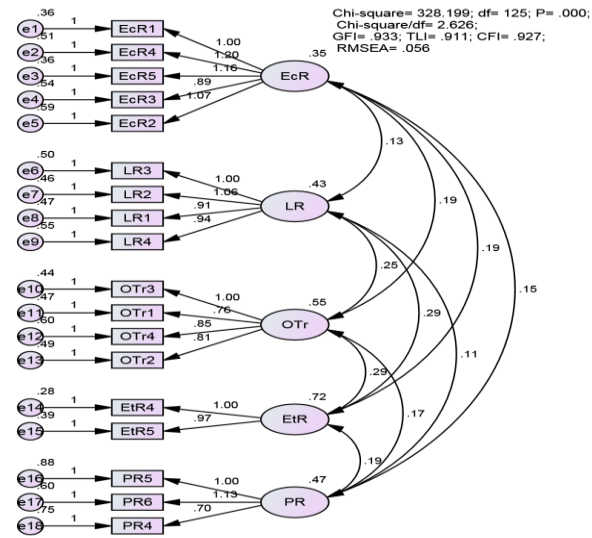 Chi-square= 328.199; df= 125; P= .000;
Chi-square/df= 2.626;
GFI= .933; TLI= .911; CFI= .927;
RMSEA= .056
.36
e1 1 EcR1
.51
e2 1 EcR4
.36
e3 1 EcR5
.54
e4 1 EcR3
.59
e5 1 EcR2
1.00
1.20
1.16
.89
1.07
.35
EcR
.13
.50
e6 1 LR3
.46
e7 1 LR2
.47
e8 1 LR1
.55
e9 1 LR4
1.00
1.06
.91
.94
.43
LR
.19
.19
.25
.15
.44
e10 1 OTr3
.47
e11 1 OTr1
.60
e12 1 OTr4
.49
e13 1 OTr2
1.00
.76
.85
.81
.55
OTr
.29
.11
.29
.28
e14 1 EtR4
.39
e15 1 EtR5
1.00
.97
.72
EtR
.17
.19
.88
e16 1 PR5
.60
e17 1 PR6
.75
e18 1 PR4
1.00
1.13
.70
.47
PR